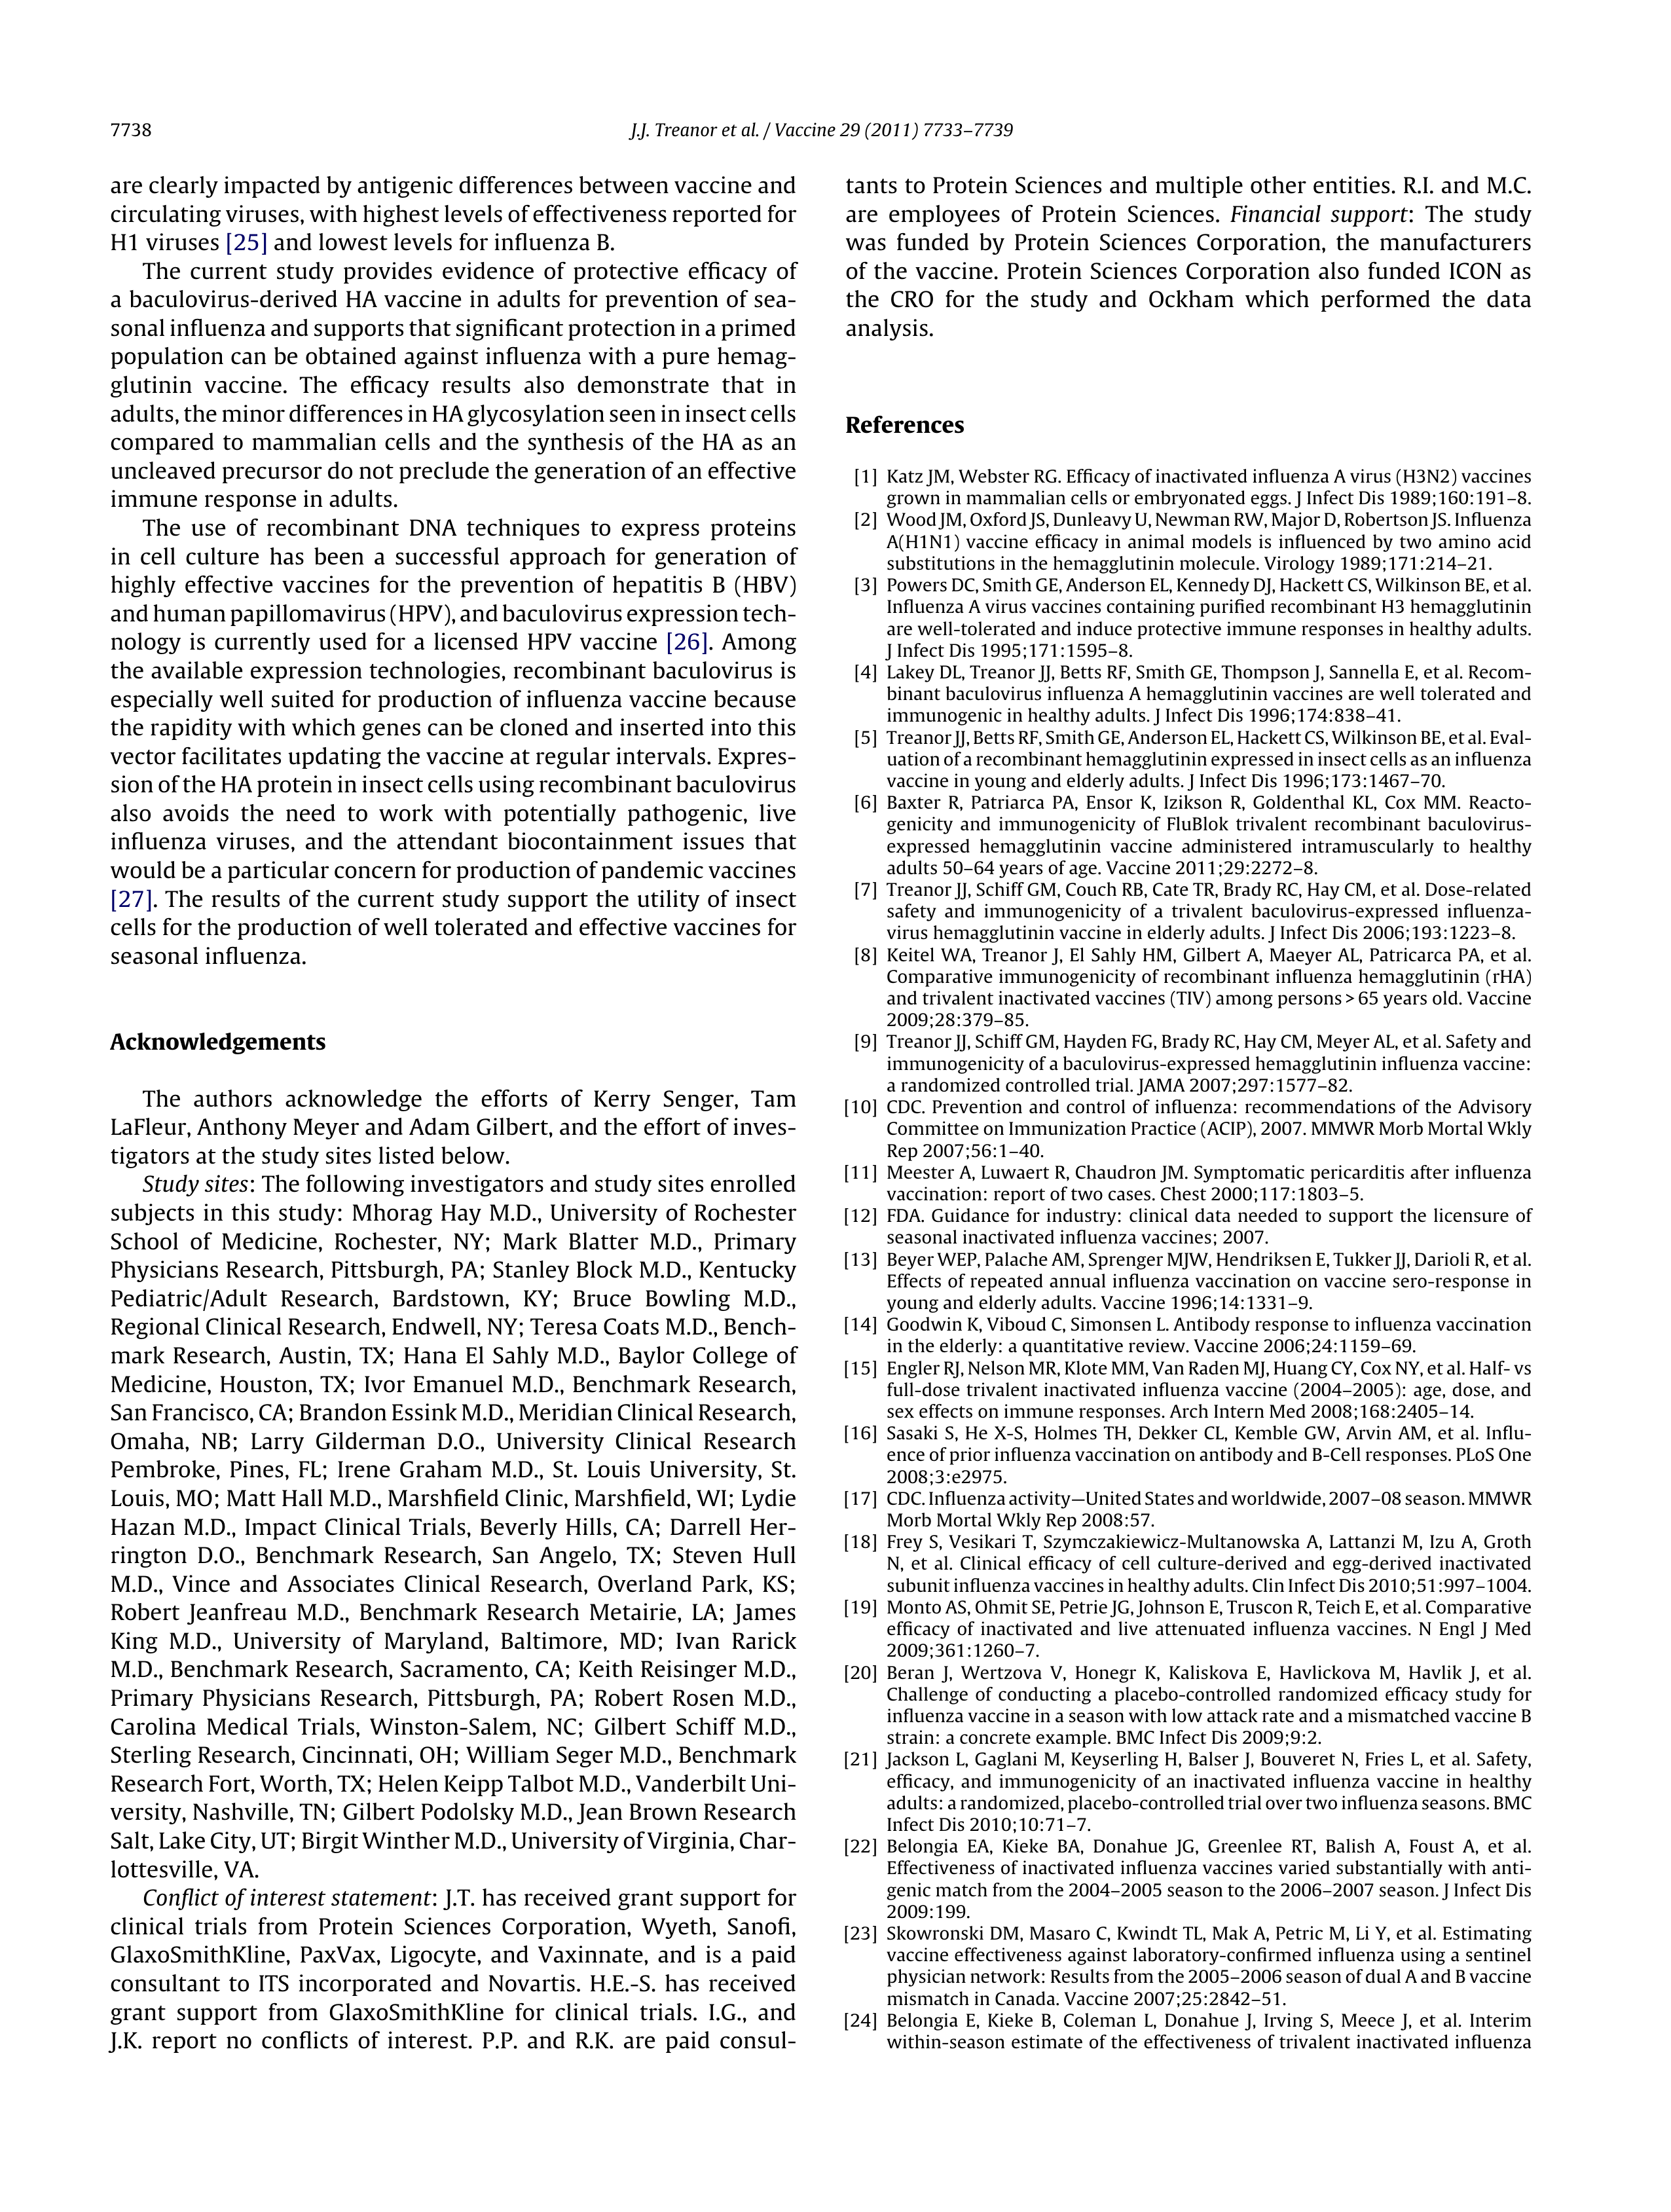 7738
J.J. Treanor et al. / Vaccine 29 (2011) 7733–7739
are clearly impacted by antigenic differences between vaccine and
circulating viruses, with highest levels of effectiveness reported for
H1 viruses [25] and lowest levels for influenza B.
The current study provides evidence of protective efficacy of
a baculovirus-derived HA vaccine in adults for prevention of sea-
sonal influenza and supports that significant protection in a primed
population can be obtained against influenza with a pure hemag-
glutinin vaccine. The efficacy results also demonstrate that in
adults, the minor differences in HA glycosylation seen in insect cells
compared to mammalian cells and the synthesis of the HA as an
uncleaved precursor do not preclude the generation of an effective
immune response in adults.
The use of recombinant DNA techniques to express proteins
in cell culture has been a successful approach for generation of
highly effective vaccines for the prevention of hepatitis B (HBV)
and human papillomavirus (HPV), and baculovirus expression tech-
nology is currently used for a licensed HPV vaccine [26]. Among
the available expression technologies, recombinant baculovirus is
especially well suited for production of influenza vaccine because
the rapidity with which genes can be cloned and inserted into this
vector facilitates updating the vaccine at regular intervals. Expres-
sion of the HA protein in insect cells using recombinant baculovirus
also avoids the need to work with potentially pathogenic, live
influenza viruses, and the attendant biocontainment issues that
would be a particular concern for production of pandemic vaccines
[27]. The results of the current study support the utility of insect
cells for the production of well tolerated and effective vaccines for
seasonal influenza.
Acknowledgements
The authors acknowledge the efforts of Kerry Senger, Tam
LaFleur, Anthony Meyer and Adam Gilbert, and the effort of inves-
tigators at the study sites listed below.
Study sites: The following investigators and study sites enrolled
subjects in this study: Mhorag Hay M.D., University of Rochester
School of Medicine, Rochester, NY; Mark Blatter M.D., Primary
Physicians Research, Pittsburgh, PA; Stanley Block M.D., Kentucky
Pediatric/Adult Research, Bardstown, KY; Bruce Bowling M.D.,
Regional Clinical Research, Endwell, NY; Teresa Coats M.D., Bench-
mark Research, Austin, TX; Hana El Sahly M.D., Baylor College of
Medicine, Houston, TX; Ivor Emanuel M.D., Benchmark Research,
San Francisco, CA; Brandon Essink M.D., Meridian Clinical Research,
Omaha, NB; Larry Gilderman D.O., University Clinical Research
Pembroke, Pines, FL; Irene Graham M.D., St. Louis University, St.
Louis, MO; Matt Hall M.D., Marshfield Clinic, Marshfield, WI; Lydie
Hazan M.D., Impact Clinical Trials, Beverly Hills, CA; Darrell Her-
rington D.O., Benchmark Research, San Angelo, TX; Steven Hull
M.D., Vince and Associates Clinical Research, Overland Park, KS;
Robert Jeanfreau M.D., Benchmark Research Metairie, LA; James
King M.D., University of Maryland, Baltimore, MD; Ivan Rarick
M.D., Benchmark Research, Sacramento, CA; Keith Reisinger M.D.,
Primary Physicians Research, Pittsburgh, PA; Robert Rosen M.D.,
Carolina Medical Trials, Winston-Salem, NC; Gilbert Schiff M.D.,
Sterling Research, Cincinnati, OH; William Seger M.D., Benchmark
Research Fort, Worth, TX; Helen Keipp Talbot M.D., Vanderbilt Uni-
versity, Nashville, TN; Gilbert Podolsky M.D., Jean Brown Research
Salt, Lake City, UT; Birgit Winther M.D., University of Virginia, Char-
lottesville, VA.
Conflict of interest statement: J.T. has received grant support for
clinical trials from Protein Sciences Corporation, Wyeth, Sanofi,
GlaxoSmithKline, PaxVax, Ligocyte, and Vaxinnate, and is a paid
consultant to ITS incorporated and Novartis. H.E.-S. has received
grant support from GlaxoSmithKline for clinical trials. I.G., and
J.K. report no conflicts of interest. P.P. and R.K. are paid consul-
tants to Protein Sciences and multiple other entities. R.I. and M.C.
are employees of Protein Sciences. Financial support: The study
was funded by Protein Sciences Corporation, the manufacturers
of the vaccine. Protein Sciences Corporation also funded ICON as
the CRO for the study and Ockham which performed the data
analysis.
References
[1] Katz JM, Webster RG. Efficacy of inactivated influenza A virus (H3N2) vaccines
grown in mammalian cells or embryonated eggs. J Infect Dis 1989;160:191–8.
[2] Wood JM, Oxford JS, Dunleavy U, Newman RW, Major D, Robertson JS. Influenza
A(H1N1) vaccine efficacy in animal models is influenced by two amino acid
substitutions in the hemagglutinin molecule. Virology 1989;171:214–21.
[3] Powers DC, Smith GE, Anderson EL, Kennedy DJ, Hackett CS, Wilkinson BE, et al.
Influenza A virus vaccines containing purified recombinant H3 hemagglutinin
are well-tolerated and induce protective immune responses in healthy adults.
J Infect Dis 1995;171:1595–8.
[4] Lakey DL, Treanor JJ, Betts RF, Smith GE, Thompson J, Sannella E, et al. Recom-
binant baculovirus influenza A hemagglutinin vaccines are well tolerated and
immunogenic in healthy adults. J Infect Dis 1996;174:838–41.
[5] Treanor JJ, Betts RF, Smith GE, Anderson EL, Hackett CS, Wilkinson BE, et al. Eval-
uation of a recombinant hemagglutinin expressed in insect cells as an influenza
vaccine in young and elderly adults. J Infect Dis 1996;173:1467–70.
[6] Baxter R, Patriarca PA, Ensor K, Izikson R, Goldenthal KL, Cox MM. Reacto-
genicity and immunogenicity of FluBlok trivalent recombinant baculovirus-
expressed hemagglutinin vaccine administered intramuscularly to healthy
adults 50–64 years of age. Vaccine 2011;29:2272–8.
[7] Treanor JJ, Schiff GM, Couch RB, Cate TR, Brady RC, Hay CM, et al. Dose-related
safety and immunogenicity of a trivalent baculovirus-expressed influenza-
virus hemagglutinin vaccine in elderly adults. J Infect Dis 2006;193:1223–8.
[8] Keitel WA, Treanor J, El Sahly HM, Gilbert A, Maeyer AL, Patricarca PA, et al.
Comparative immunogenicity of recombinant influenza hemagglutinin (rHA)
and trivalent inactivated vaccines (TIV) among persons > 65 years old. Vaccine
2009;28:379–85.
[9] Treanor JJ, Schiff GM, Hayden FG, Brady RC, Hay CM, Meyer AL, et al. Safety and
immunogenicity of a baculovirus-expressed hemagglutinin influenza vaccine:
a randomized controlled trial. JAMA 2007;297:1577–82.
[10] CDC. Prevention and control of influenza: recommendations of the Advisory
Committee on Immunization Practice (ACIP), 2007. MMWR Morb Mortal Wkly
Rep 2007;56:1–40.
[11] Meester A, Luwaert R, Chaudron JM. Symptomatic pericarditis after influenza
vaccination: report of two cases. Chest 2000;117:1803–5.
[12] FDA. Guidance for industry: clinical data needed to support the licensure of
seasonal inactivated influenza vaccines; 2007.
[13] Beyer WEP, Palache AM, Sprenger MJW, Hendriksen E, Tukker JJ, Darioli R, et al.
Effects of repeated annual influenza vaccination on vaccine sero-response in
young and elderly adults. Vaccine 1996;14:1331–9.
[14] Goodwin K, Viboud C, Simonsen L. Antibody response to influenza vaccination
in the elderly: a quantitative review. Vaccine 2006;24:1159–69.
[15] Engler RJ, Nelson MR, Klote MM, Van Raden MJ, Huang CY, Cox NY, et al. Half- vs
full-dose trivalent inactivated influenza vaccine (2004–2005): age, dose, and
sex effects on immune responses. Arch Intern Med 2008;168:2405–14.
[16] Sasaki S, He X-S, Holmes TH, Dekker CL, Kemble GW, Arvin AM, et al. Influ-
ence of prior influenza vaccination on antibody and B-Cell responses. PLoS One
2008;3:e2975.
[17] CDC. Influenza activity—United States and worldwide, 2007–08 season. MMWR
Morb Mortal Wkly Rep 2008:57.
[18] Frey S, Vesikari T, Szymczakiewicz-Multanowska A, Lattanzi M, Izu A, Groth
N, et al. Clinical efficacy of cell culture-derived and egg-derived inactivated
subunit influenza vaccines in healthy adults. Clin Infect Dis 2010;51:997–1004.
[19] Monto AS, Ohmit SE, Petrie JG, Johnson E, Truscon R, Teich E, et al. Comparative
efficacy of inactivated and live attenuated influenza vaccines. N Engl J Med
2009;361:1260–7.
[20] Beran J, Wertzova V, Honegr K, Kaliskova E, Havlickova M, Havlik J, et al.
Challenge of conducting a placebo-controlled randomized efficacy study for
influenza vaccine in a season with low attack rate and a mismatched vaccine B
strain: a concrete example. BMC Infect Dis 2009;9:2.
[21] Jackson L, Gaglani M, Keyserling H, Balser J, Bouveret N, Fries L, et al. Safety,
efficacy, and immunogenicity of an inactivated influenza vaccine in healthy
adults: a randomized, placebo-controlled trial over two influenza seasons. BMC
Infect Dis 2010;10:71–7.
[22] Belongia EA, Kieke BA, Donahue JG, Greenlee RT, Balish A, Foust A, et al.
Effectiveness of inactivated influenza vaccines varied substantially with anti-
genic match from the 2004–2005 season to the 2006–2007 season. J Infect Dis
2009:199.
[23] Skowronski DM, Masaro C, Kwindt TL, Mak A, Petric M, Li Y, et al. Estimating
vaccine effectiveness against laboratory-confirmed influenza using a sentinel
physician network: Results from the 2005–2006 season of dual A and B vaccine
mismatch in Canada. Vaccine 2007;25:2842–51.
[24] Belongia E, Kieke B, Coleman L, Donahue J, Irving S, Meece J, et al. Interim
within-season estimate of the effectiveness of trivalent inactivated influenza